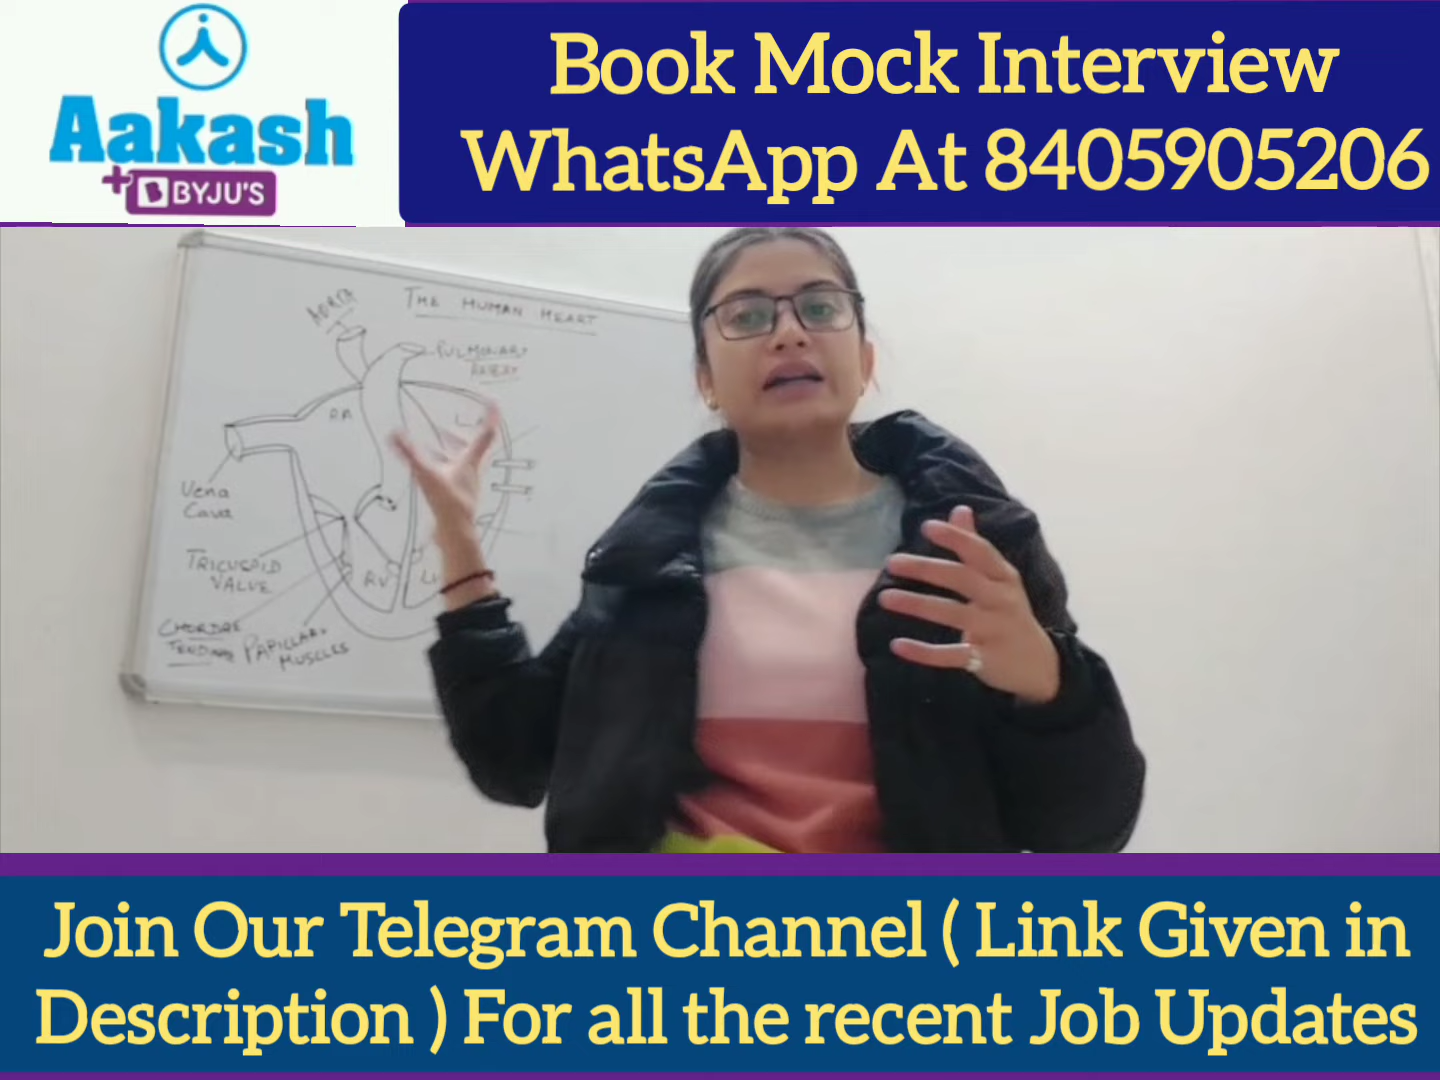 Aakash
+ BYJU'S
Book Mock Interview
WhatsApp At 8405905206
THE HUMAN HEART
AORTA
PULMONARY
ARTERY
RA
Vena
Cava
TRICUSPID
VALVE
RV
CHORDAE
TENDINAE
PAPILLARY
MUSCLES
Join Our Telegram Channel ( Link Given in
Description ) For all the recent Job Updates